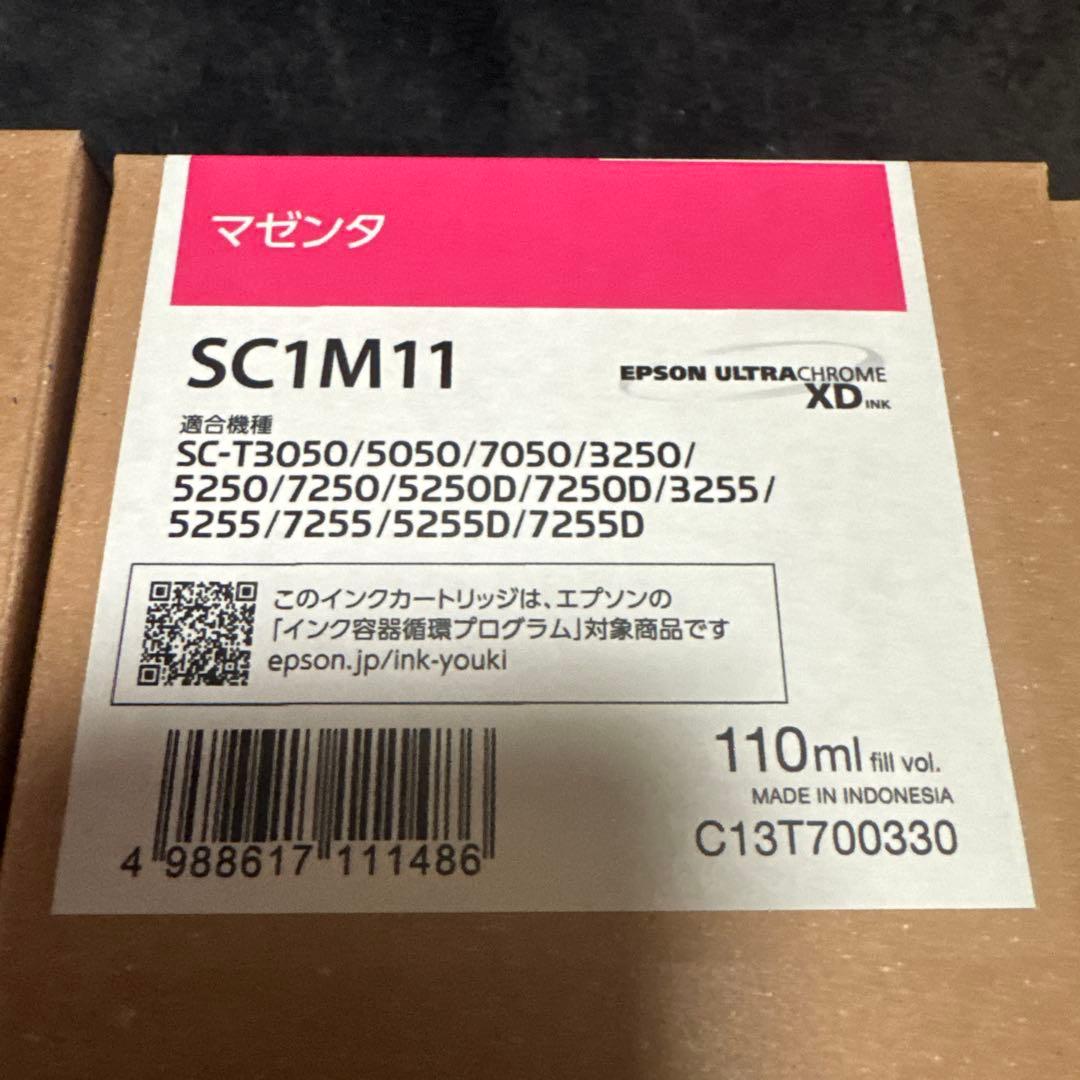 マゼンタ
SC1M11
EPSON ULTRACHROME
XD INK
適合機種
SC-T3050/5050/7050/3250/
5250/7250/5250D/7250D/3255/
5255/7255/5255D/7255D
このインクカートリッジは、エプソンの
「インク容器循環プログラム」対象商品です
epson.jp/ink-youki
110ml fill vol.
MADE IN INDONESIA
C13T700330
4 988617 111486